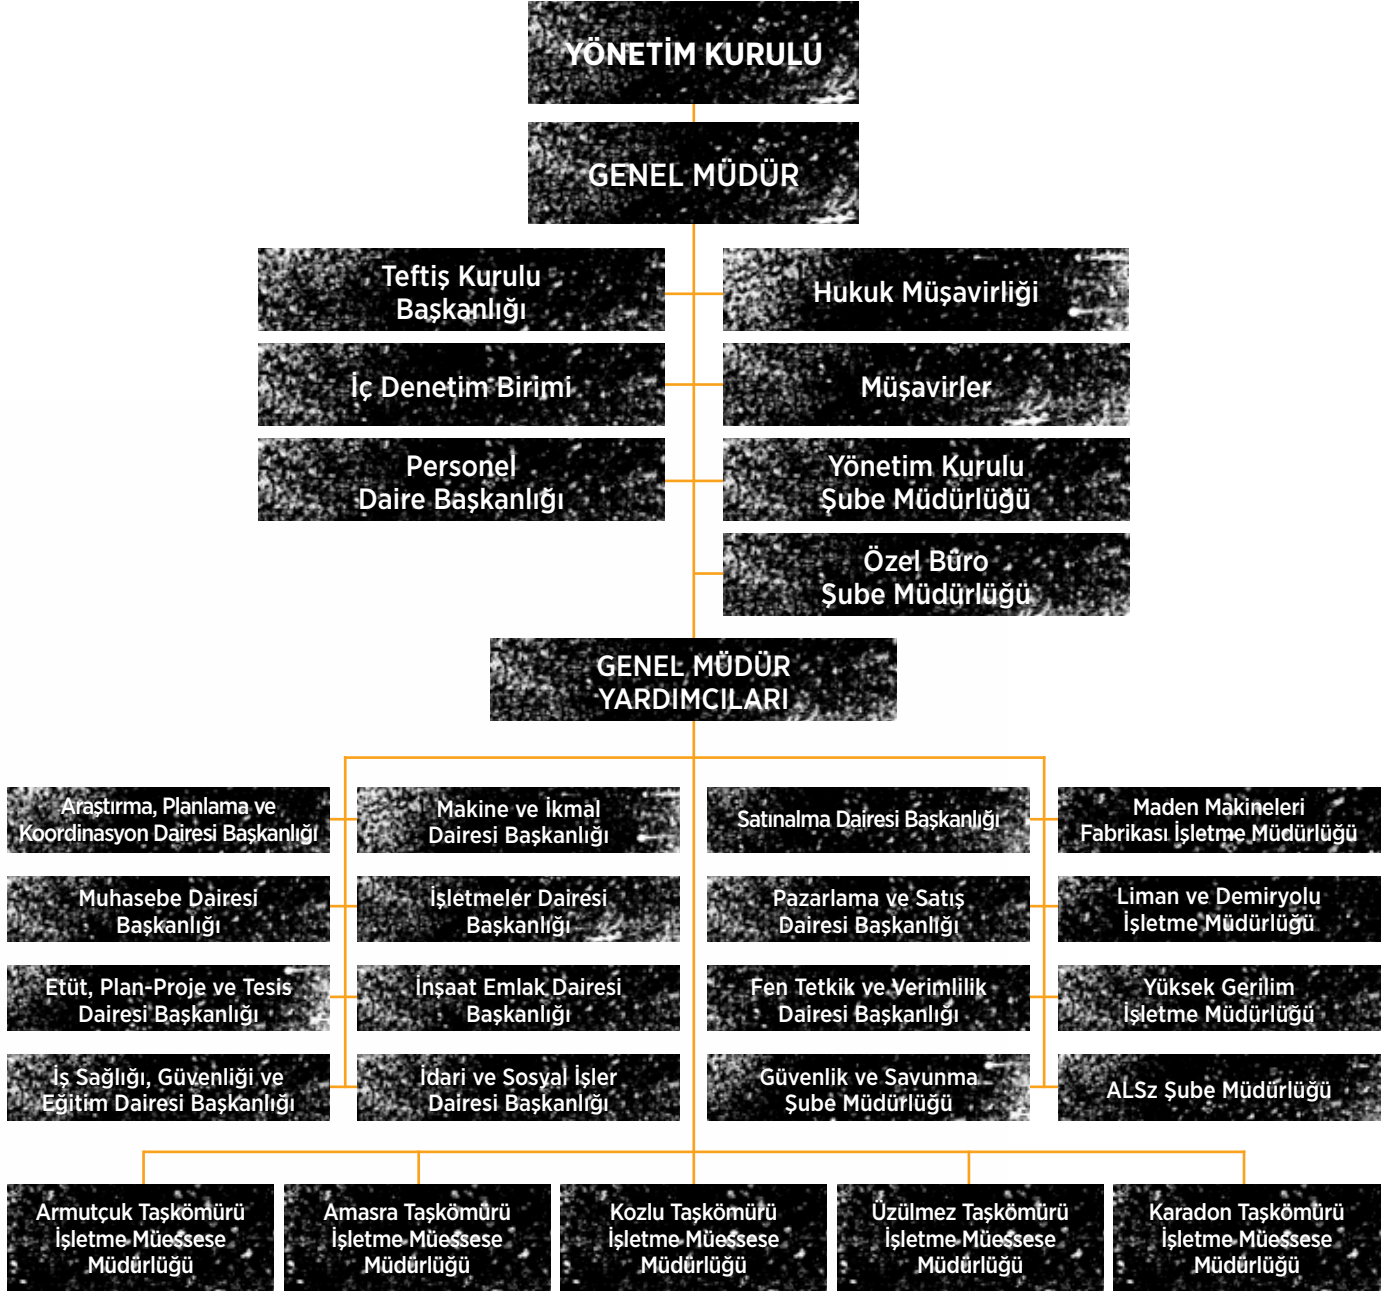 YÖNETİM KURULU
GENEL MÜDÜR
Teftiş Kurulu
Başkanlığı
Hukuk Müşavirliği
İç Denetim Birimi
Müşavirler
Personel
Daire Başkanlığı
Yönetim Kurulu
Şube Müdürlüğü
Özel Büro
Şube Müdürlüğü
GENEL MÜDÜR
YARDIMCILARI
Araştırma, Planlama ve
Koordinasyon Dairesi Başkanlığı
Makine ve İkmal
Dairesi Başkanlığı
Satınalma Dairesi Başkanlığı
Maden Makineleri
Fabrikası İşletme Müdürlüğü
Muhasebe Dairesi
Başkanlığı
İşletmeler Dairesi
Başkanlığı
Pazarlama ve Satış
Dairesi Başkanlığı
Liman ve Demiryolu
İşletme Müdürlüğü
Etüt, Plan-Proje ve Tesis
Dairesi Başkanlığı
İnşaat Emlak Dairesi
Başkanlığı
Fen Tetkik ve Verimlilik
Dairesi Başkanlığı
Yüksek Gerilim
İşletme Müdürlüğü
İş Sağlığı, Güvenliği ve
Eğitim Dairesi Başkanlığı
İdari ve Sosyal İşler
Dairesi Başkanlığı
Güvenlik ve Savunma
Şube Müdürlüğü
ALSz Şube Müdürlüğü
Armutçuk Taşkömürü
İşletme Müessese
Müdürlüğü
Amasra Taşkömürü
İşletme Müessese
Müdürlüğü
Kozlu Taşkömürü
İşletme Müessese
Müdürlüğü
Üzülmez Taşkömürü
İşletme Müessese
Müdürlüğü
Karadon Taşkömürü
İşletme Müessese
Müdürlüğü